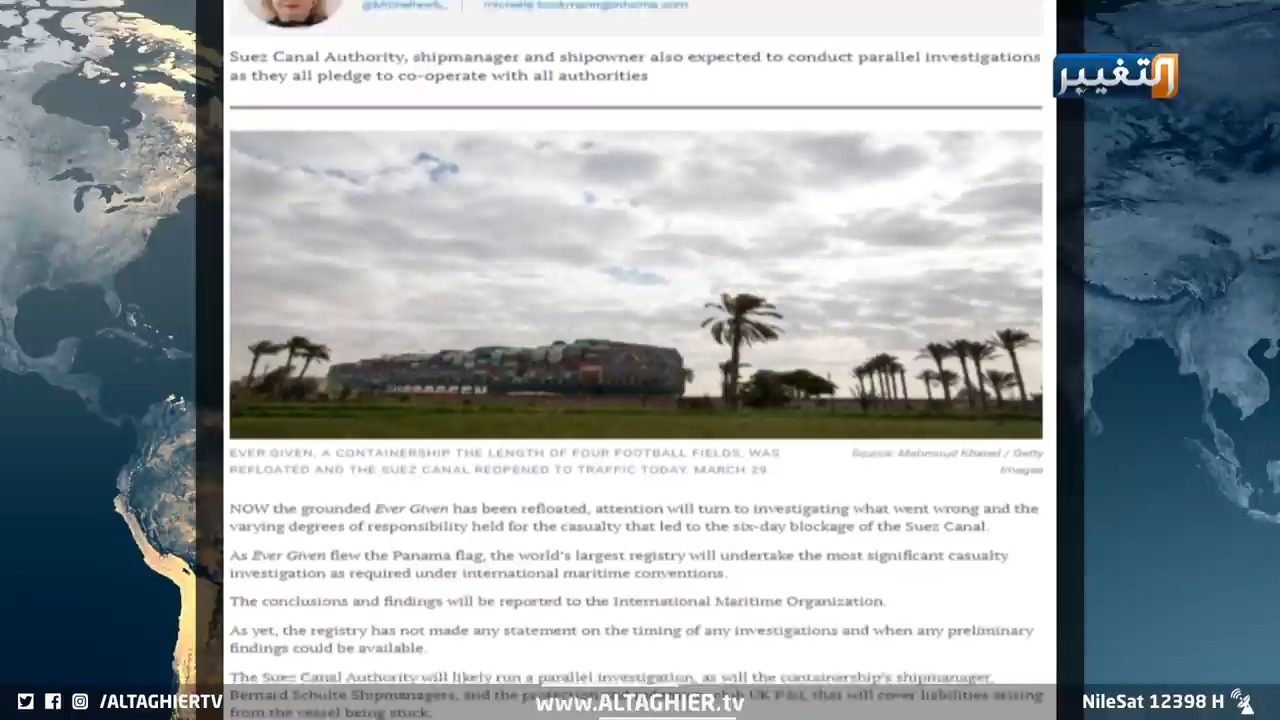 Suez Canal Authority, shipmanager and shipowner also expected to conduct parallel investigations
as they all pledge to co-operate with all authorities
التغيير
EVER GIVEN, A CONTAINERSHIP THE LENGTH OF FOUR FOOTBALL FIELDS, WAS
REFLOATED AND THE SUEZ CANAL REOPENED TO TRAFFIC TODAY, MARCH 29.
Source: Mahmoud Khaled / Getty
Images
NOW the grounded Ever Given has been refloated, attention will turn to investigating what went wrong and the
varying degrees of responsibility held for the casualty that led to the six-day blockage of the Suez Canal.
As Ever Given flew the Panama flag, the world's largest registry will undertake the most significant casualty
investigation as required under international maritime conventions.
The conclusions and findings will be reported to the International Maritime Organization.
As yet, the registry has not made any statement on the timing of any investigations and when any preliminary
findings could be available.
The Suez Canal Authority will likely run a parallel investigation, as will the containership's shipmanager,
Bernard Schulte Shipmanagers, and the protection UK P&I, that will cover liabilities arising
from the vessel being stuck.
/ALTAGHIERTV
www.ALTAGHIER.tv
NileSat 12398 H